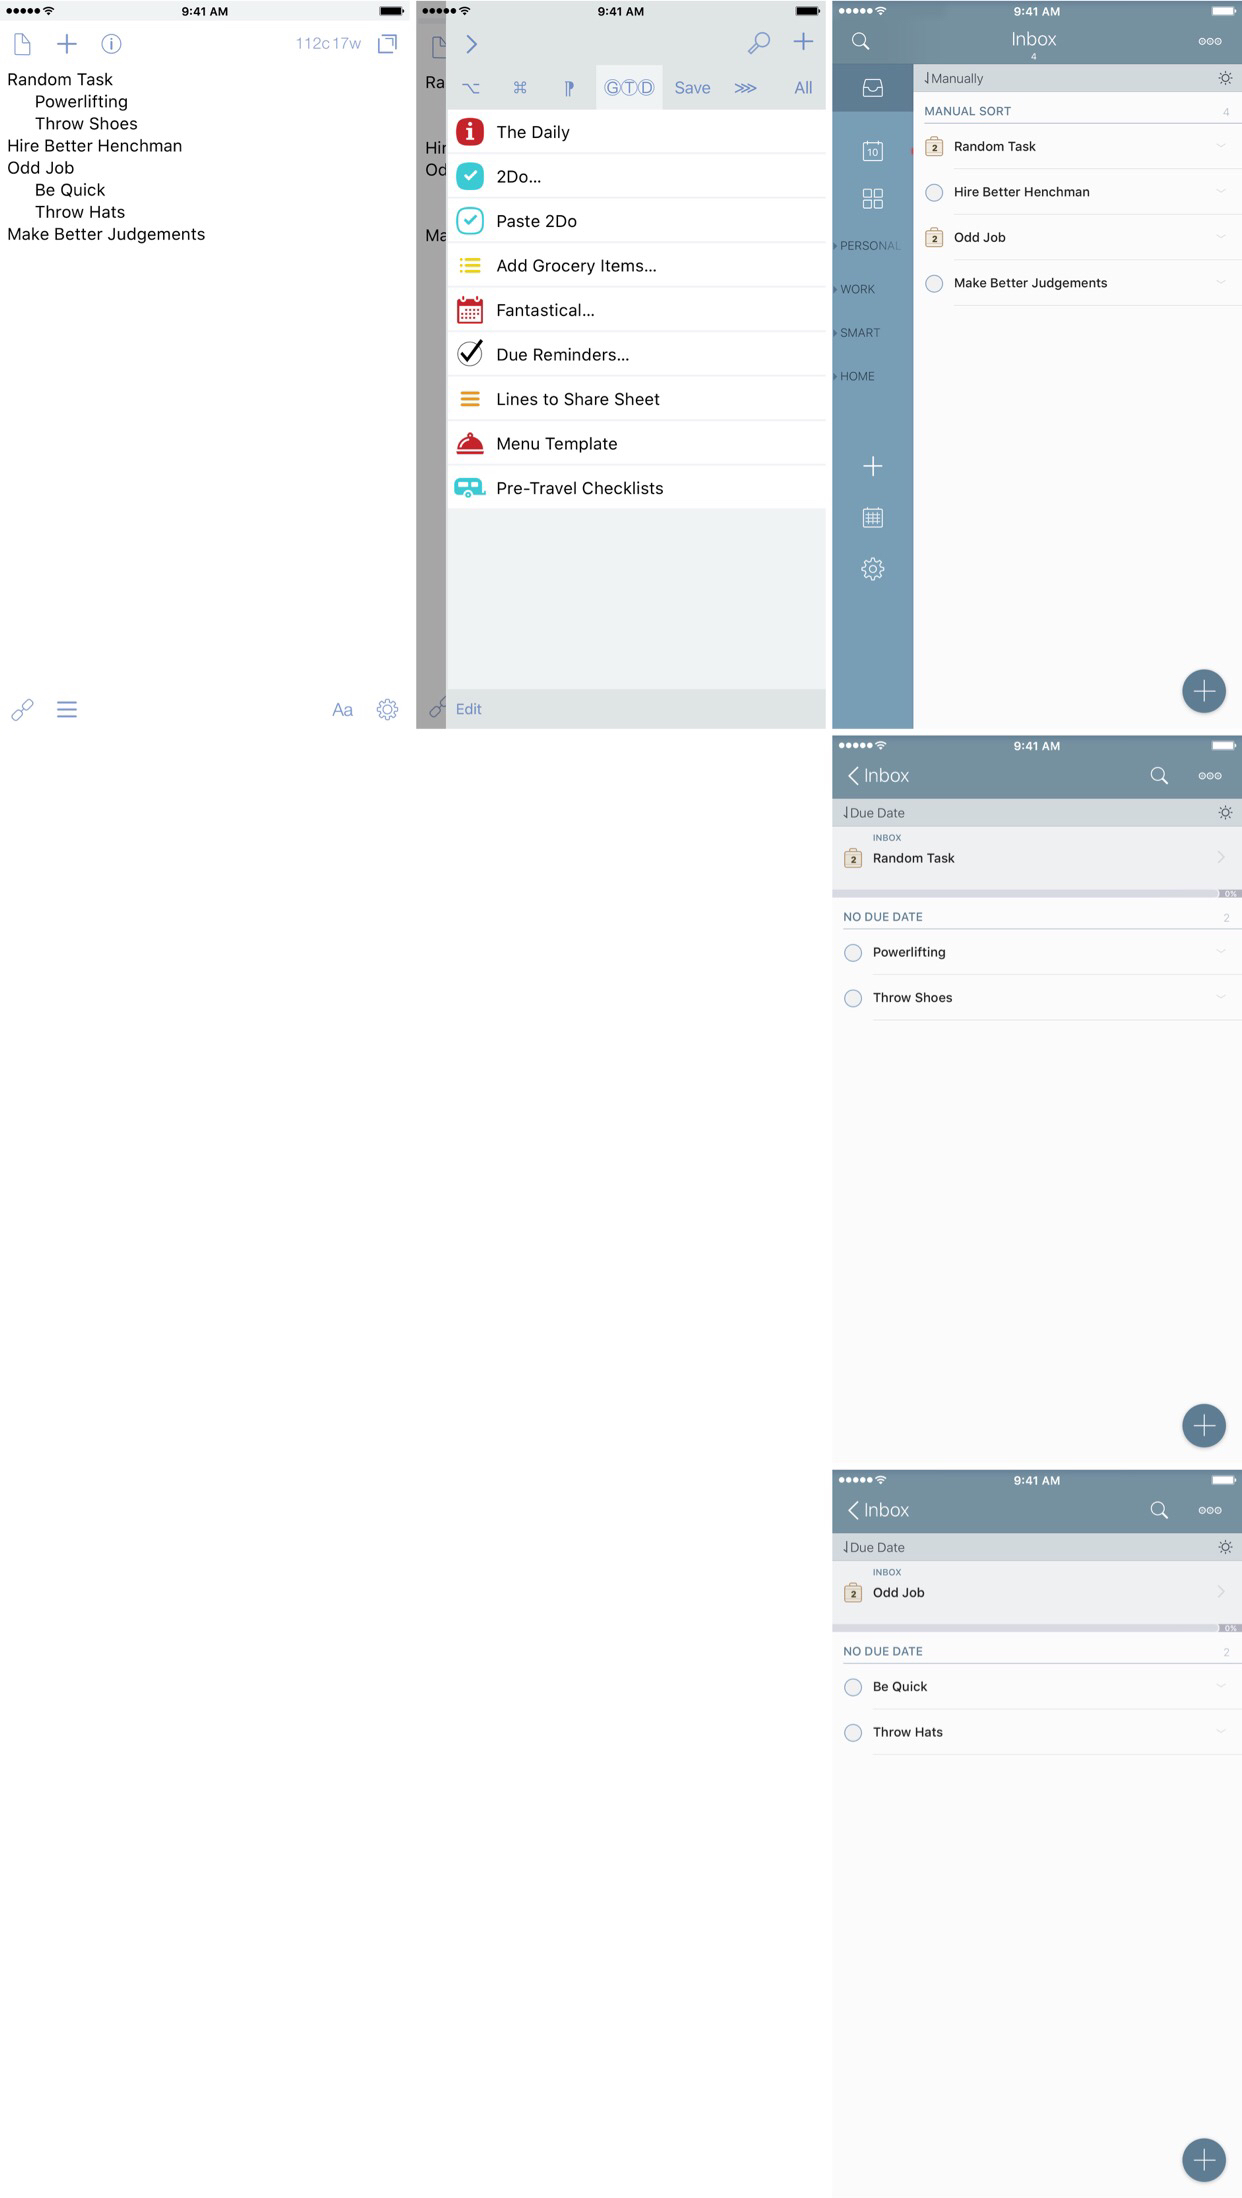 9:41 AM
112c 17w
Random Task
Powerlifting
Throw Shoes
Hire Better Henchman
Odd Job
Be Quick
Throw Hats
Make Better Judgements
Aa
9:41 AM
Ra
Hir
Od
Ma
GTD
Save
All
The Daily
2Do...
Paste 2Do
Add Grocery Items...
Fantastical...
Due Reminders...
Lines to Share Sheet
Menu Template
Pre-Travel Checklists
Edit
9:41 AM
Inbox
4
10
PERSONAL
WORK
SMART
HOME
Manually
MANUAL SORT 4
2 Random Task
Hire Better Henchman
2 Odd Job
Make Better Judgements
9:41 AM
Inbox
Due Date
INBOX
2 Random Task
0%
NO DUE DATE 2
Powerlifting
Throw Shoes
9:41 AM
Inbox
Due Date
INBOX
2 Odd Job
0%
NO DUE DATE 2
Be Quick
Throw Hats